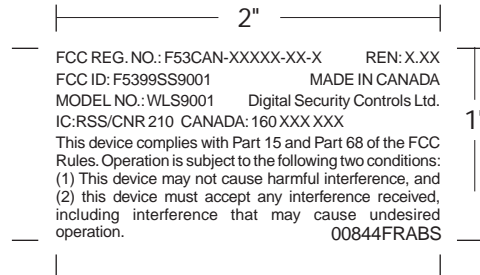 2"
FCC REG. NO.: F53CAN-XXXXX-XX-X REN: X.XX
FCC ID: F5399SS9001 MADE IN CANADA
MODEL NO.: WLS9001 Digital Security Controls Ltd.
IC:RSS/CNR 210 CANADA: 160 XXX XXX
1"
This device complies with Part 15 and Part 68 of the FCC
Rules. Operation is subject to the following two conditions:
(1) This device may not cause harmful interference, and
(2) this device must accept any interference received,
including interference that may cause undesired
operation. 00844FRABS